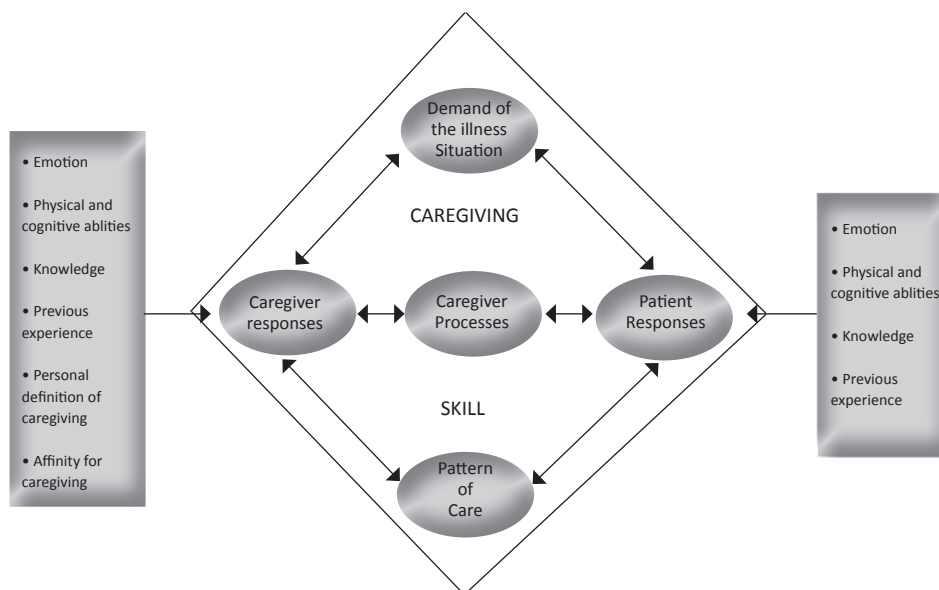 Demand of
the illness
Situation
CAREGIVING
• Emotion
• Physical and
cognitive ablities
• Knowledge
• Previous
experience
• Personal
definition of
caregiving
• Affinity for
caregiving
Caregiver
responses
Caregiver
Processes
Patient
Responses
• Emotion
• Physical and
cognitive ablities
• Knowledge
• Previous
experience
SKILL
Pattern
of
Care